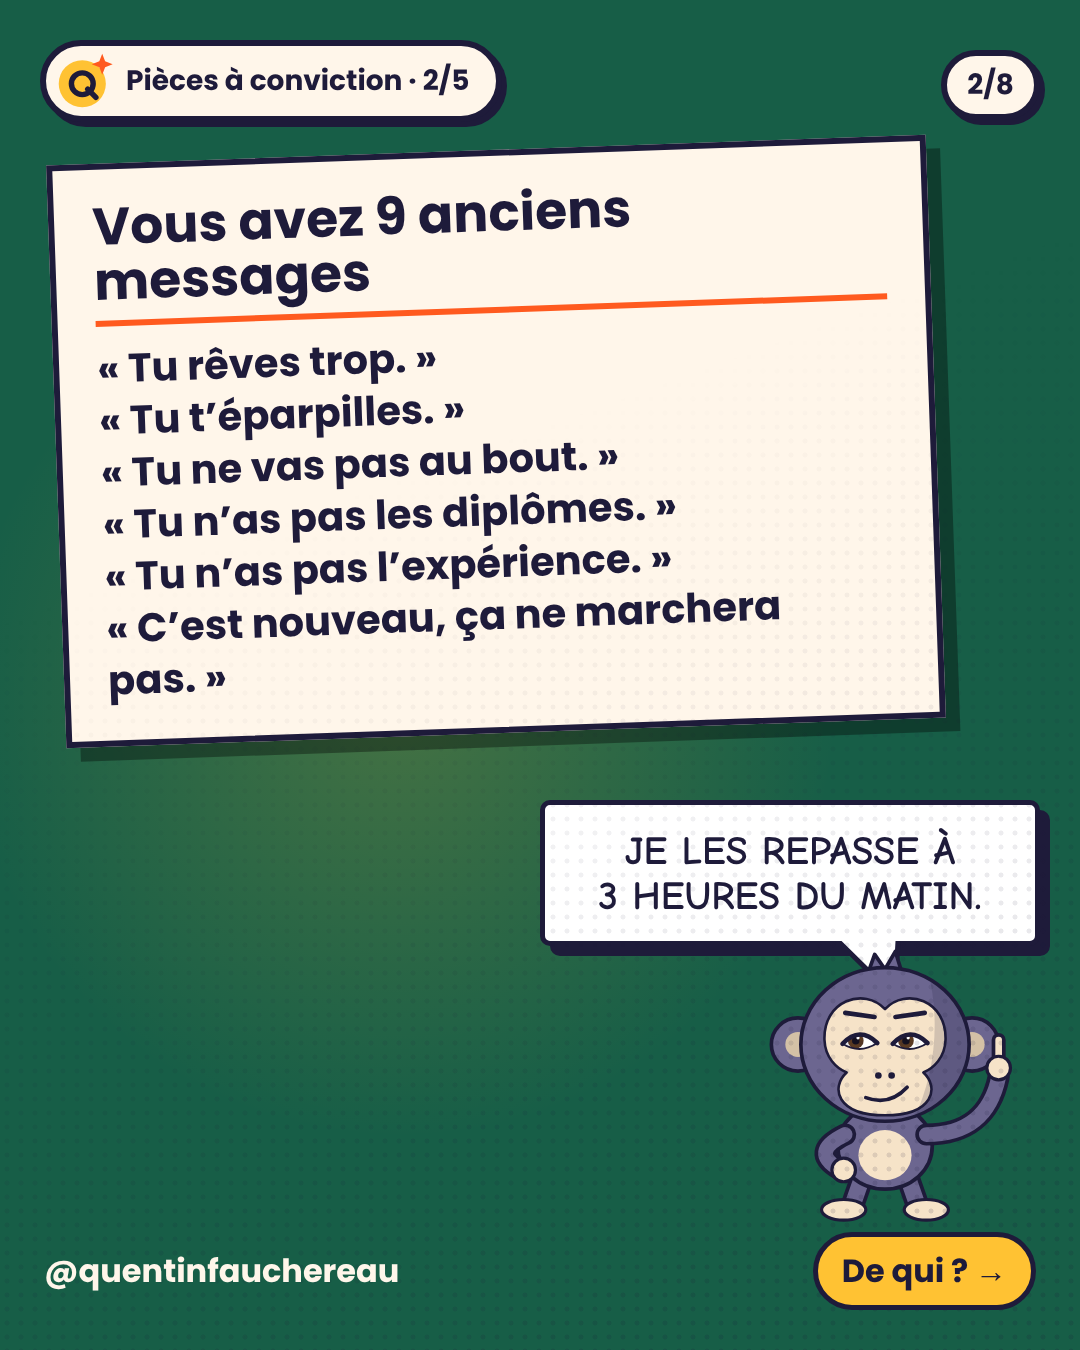 Q
Pièces à conviction · 2/5
2/8
Vous avez 9 anciens
messages
« Tu rêves trop. »
« Tu t’éparpilles. »
« Tu ne vas pas au bout. »
« Tu n’as pas les diplômes. »
« Tu n’as pas l’expérience. »
« C’est nouveau, ça ne marchera
pas. »
JE LES REPASSE À
3 HEURES DU MATIN.
@quentinfauchereau
De qui ? →